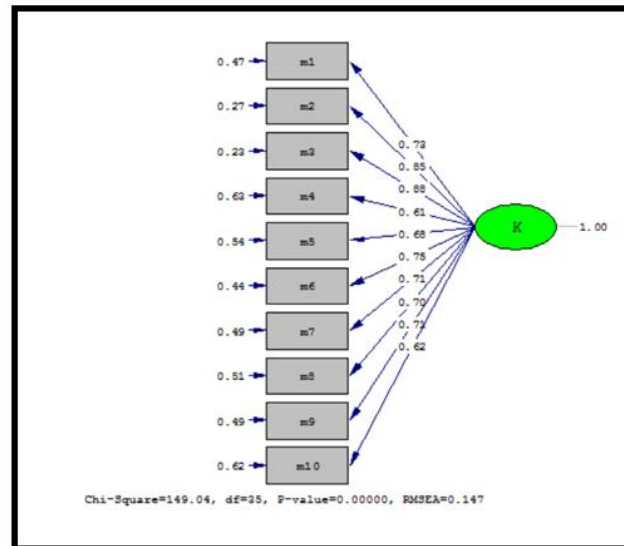 0.47 m1
0.27 m2
0.23 m3
0.63 m4
0.54 m5
0.44 m6
0.49 m7
0.51 m8
0.49 m9
0.62 m10
0.73
0.85
0.88
0.61
0.68
0.75
0.71
0.70
0.71
0.62
K 1.00
Chi-Square=149.04, df=35, P-value=0.00000, RMSEA=0.147